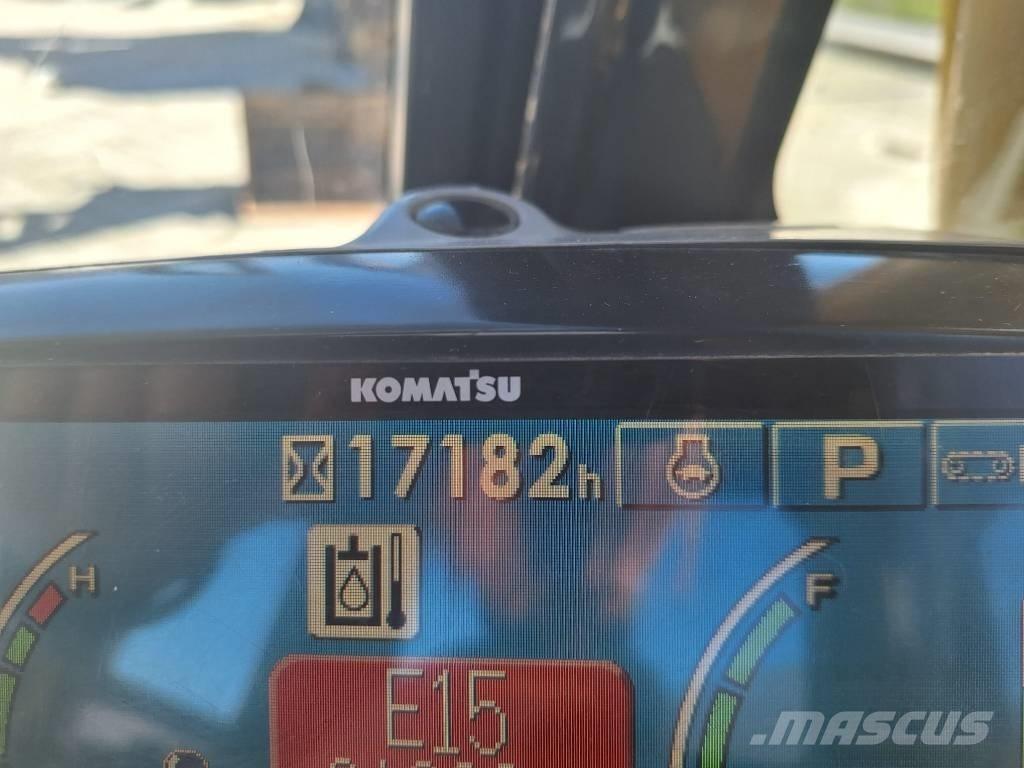 KOMATSU
17182h
P
H
F
E15
MASCUS